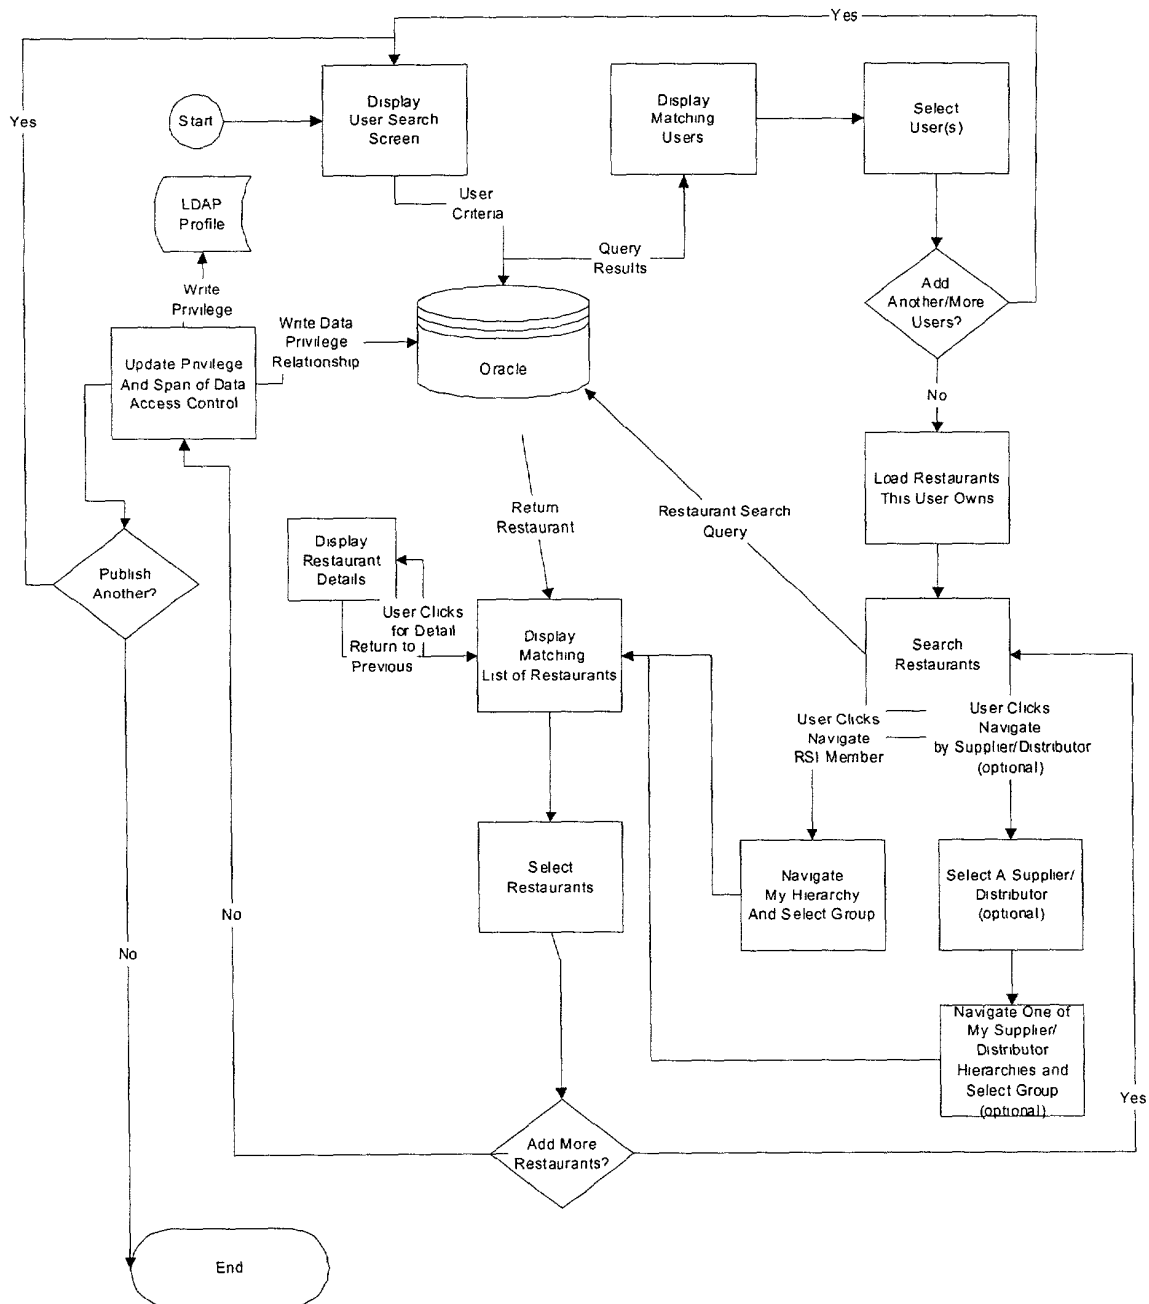 Yes
Yes
Start
Display
User Search
Screen
Display
Matching
Users
Select
User(s)
LDAP
Profile
User
Criteria
Query
Results
Write
Privilege
Add
Another/More
Users?
Write Data
Privilege
Relationship
Oracle
Update Privilege
And Span of Data
Access Control
No
Load Restaurants
This User Owns
Return
Restaurant
Restaurant Search
Query
Display
Restaurant
Details
Publish
Another?
User Clicks
for Detail
Return to
Previous
Display
Matching
List of Restaurants
Search
Restaurants
User Clicks
Navigate
RSI Member
User Clicks
Navigate
by Supplier/Distributor
(optional)
Select
Restaurants
Navigate
My Hierarchy
And Select Group
Select A Supplier/
Distributor
(optional)
No
No
Navigate One of
My Supplier/
Distributor
Hierarchies and
Select Group
(optional)
Yes
Add More
Restaurants?
End